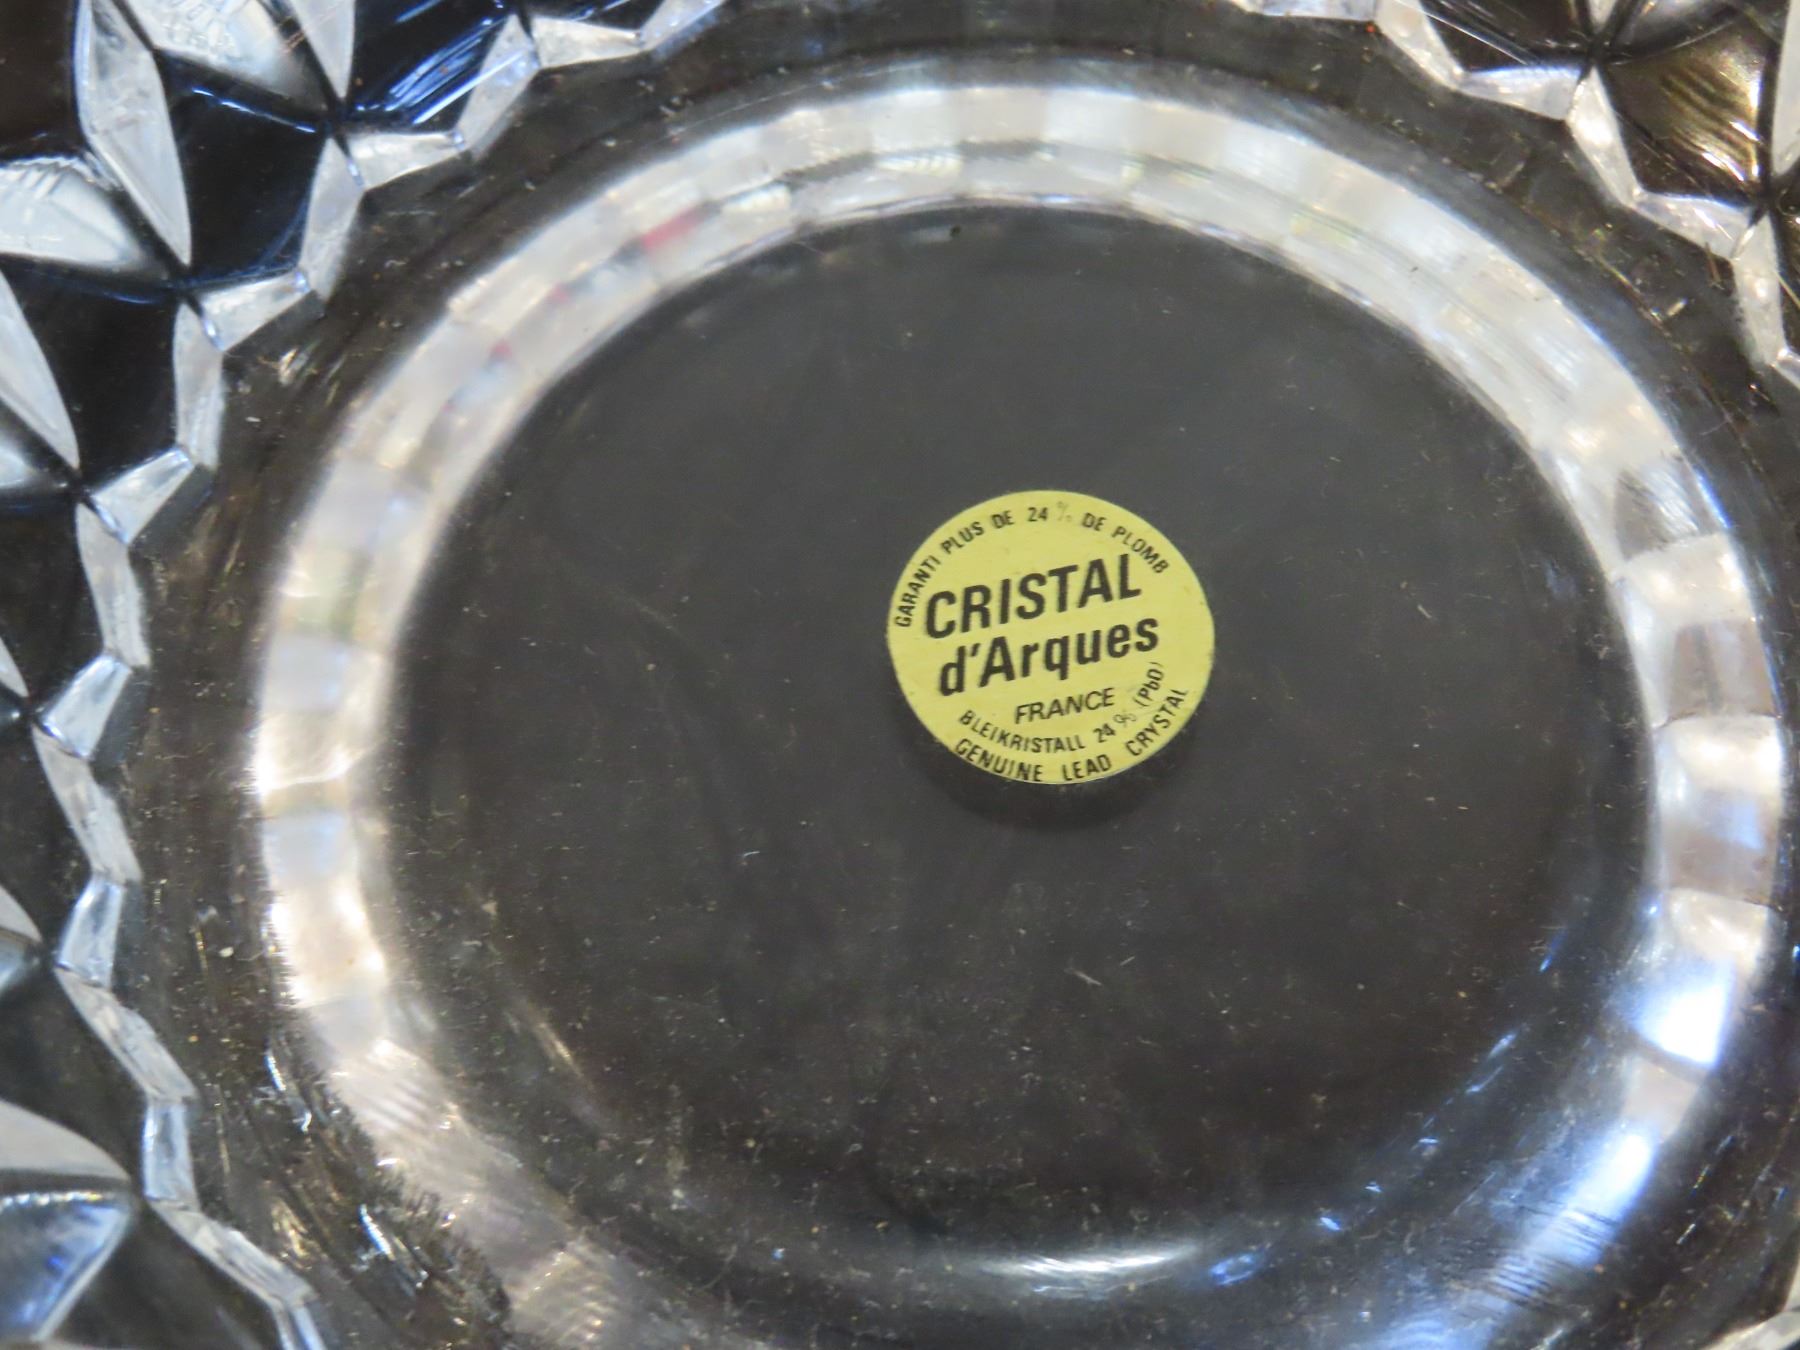 GARANTI PLUS DE 24% DE PLOMB
CRISTAL
d'Arques
FRANCE
BLEIKRISTALL 24% (PbO)
GENUINE LEAD CRYSTAL